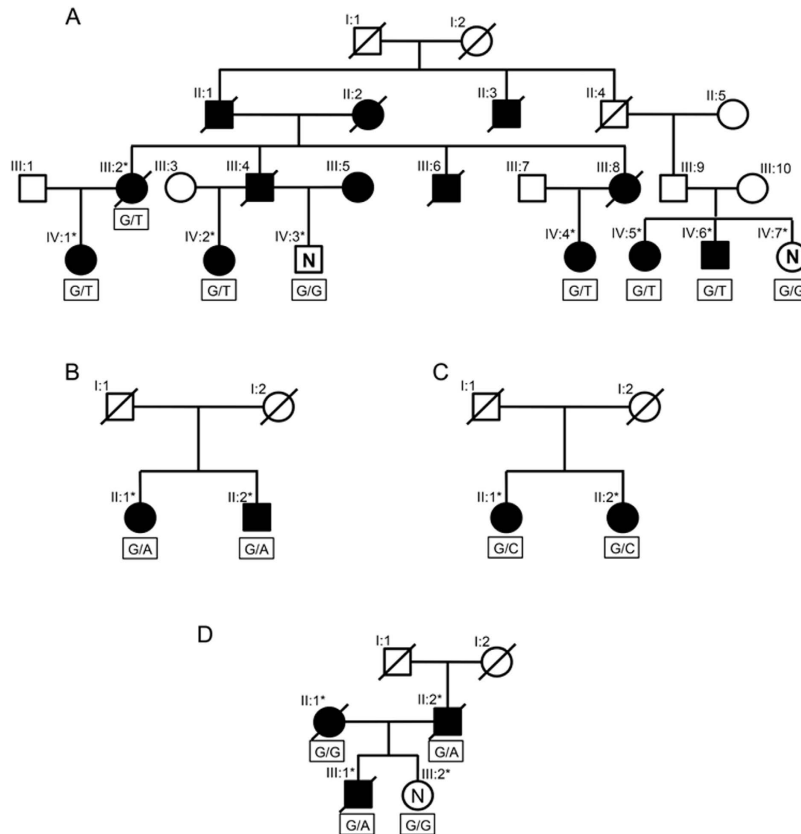 A
I:1 I:2
II:1 II:2 II:3 II:4 II:5
III:1 III:2* III:3 III:4 III:5 III:6 III:7 III:8 III:9 III:10
G/T
IV:1* IV:2* IV:3* IV:4* IV:5* IV:6* IV:7*
N N
G/T G/T G/G G/T G/T G/T G/G
B C
I:1 I:2 I:1 I:2
II:1* II:2* II:1* II:2*
G/A G/A G/C G/C
D
I:1 I:2
II:1* II:2*
G/G G/A
III:1* III:2*
N
G/A G/G